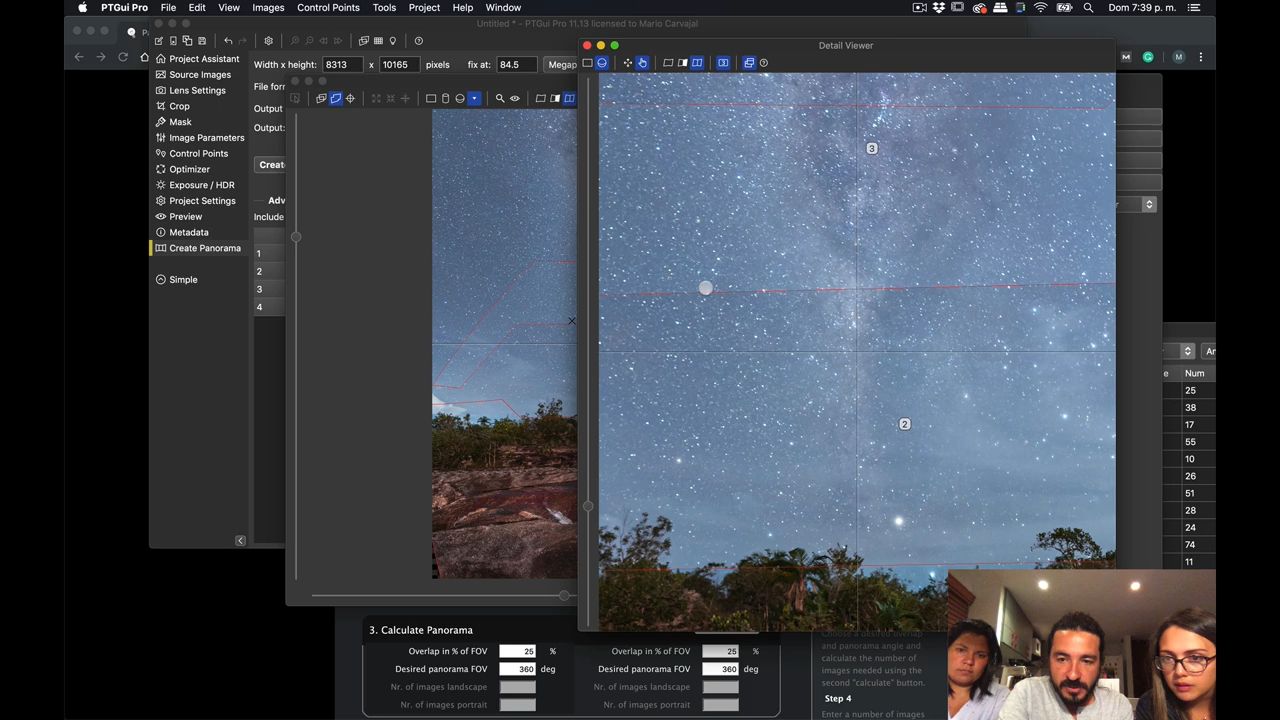 PTGui Pro File Edit View Images Control Points Tools Project Help Window
Dom 7:39 p. m.
Untitled * - PTGui Pro 11.13 licensed to Mario Carvajal
Detail Viewer
Project Assistant
Source Images
Lens Settings
Crop
Mask
Image Parameters
Control Points
Optimizer
Exposure / HDR
Project Settings
Preview
Metadata
Create Panorama
Simple
Width x height: 8313 x 10165 pixels fix at: 84.5 Megap
File for
Output
Output:
Create
Adv
Include
1
2
3
4
3
2
M
M
Ar
Num
25
38
17
55
10
26
51
28
24
74
11
3. Calculate Panorama
Overlap in % of FOV 25 %
Desired panorama FOV 360 deg
Nr. of images landscape
Nr. of images portrait
Overlap in % of FOV 25 %
Desired panorama FOV 360 deg
Nr. of images landscape
Nr. of images portrait
Choose a desired overlap
and panorama angle and
calculate the number of
images needed using the
second "calculate" button.
Step 4
Enter a number of images